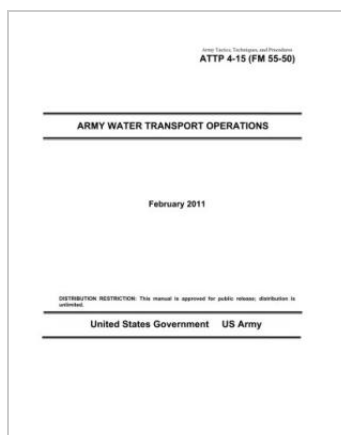 Army Tactics, Techniques, and Procedures
ATTP 4-15 (FM 55-50)
ARMY WATER TRANSPORT OPERATIONS
February 2011
DISTRIBUTION RESTRICTION: This manual is approved for public release; distribution is
unlimited.
United States Government US Army